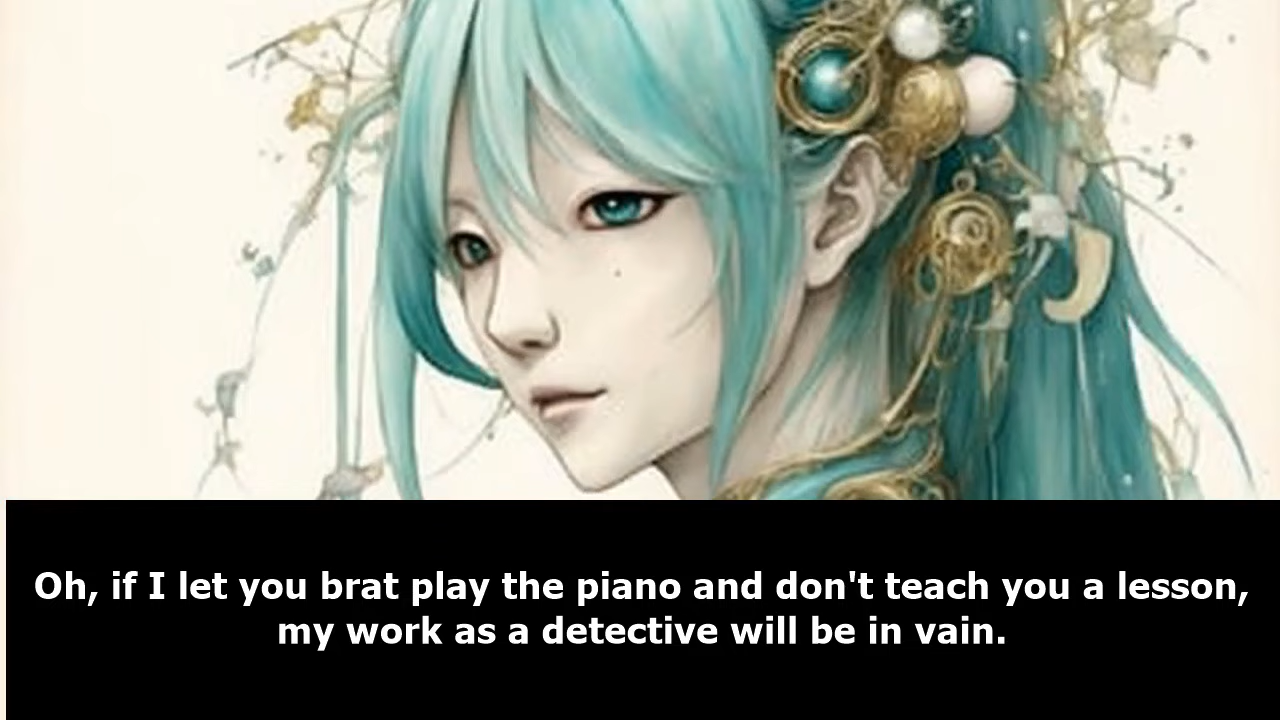 Oh, if I let you brat play the piano and don't teach you a lesson,
my work as a detective will be in vain.